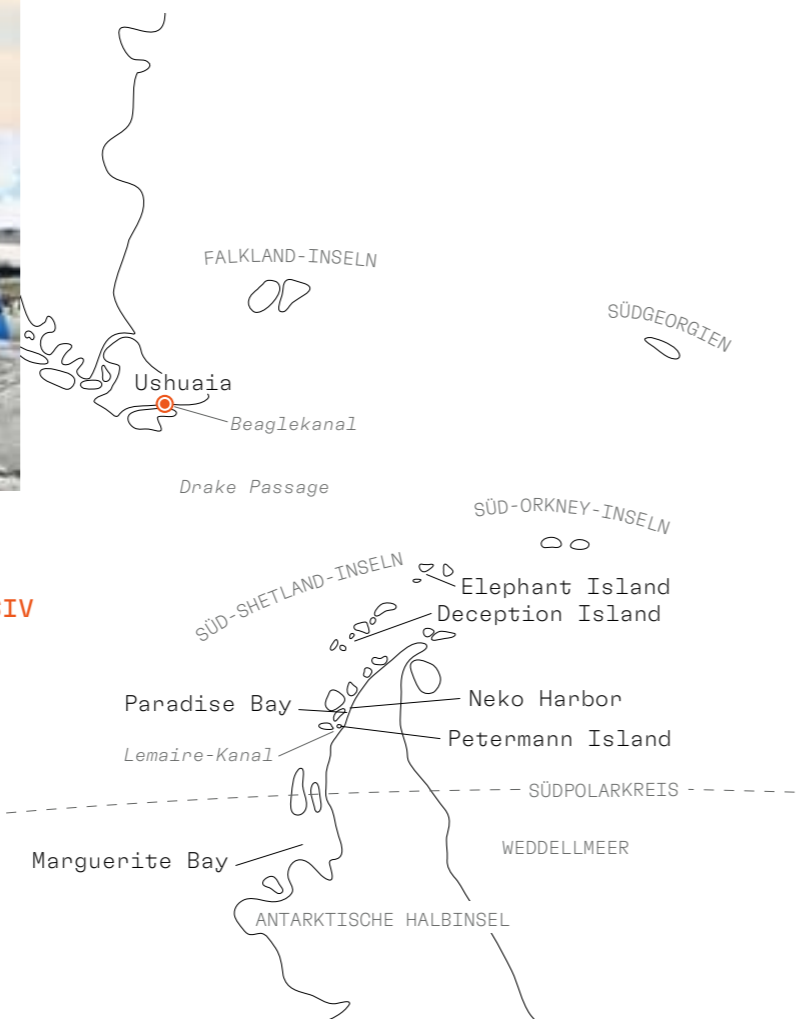 FALKLAND-INSELN
SÜDGEORGIEN
Ushuaia
Beaglekanal
Drake Passage
SÜD-ORKNEY-INSELN
SÜD-SHETLAND-INSELN
Elephant Island
IV
Deception Island
Paradise Bay
Neko Harbor
Petermann Island
Lemaire-Kanal
SÜDPOLARKREIS
WEDDELLMEER
Marguerite Bay
ANTARKTISCHE HALBINSEL